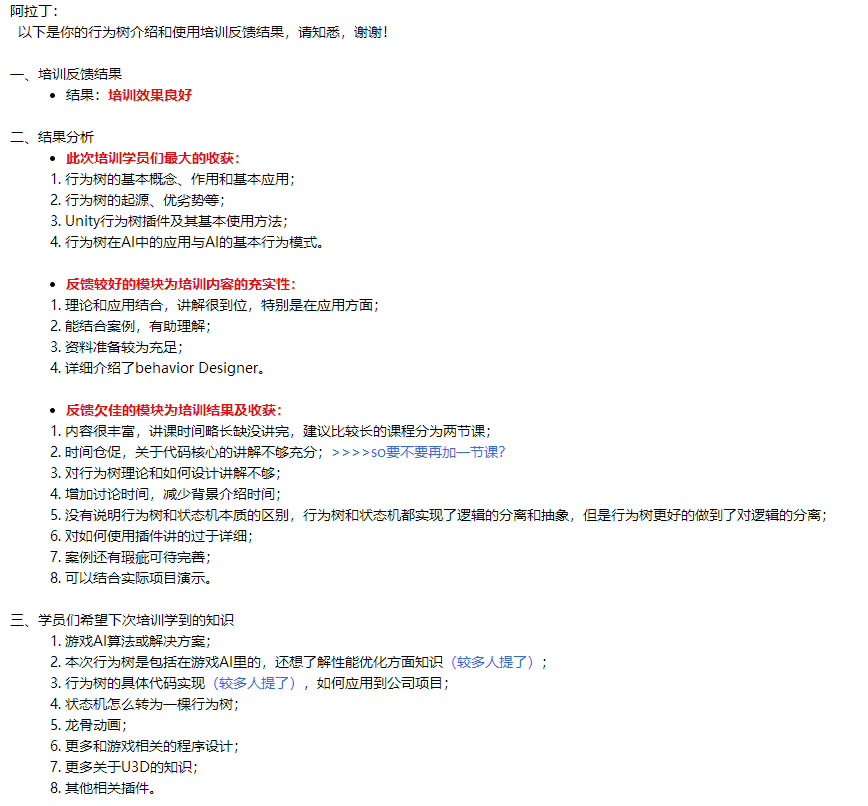 阿拉丁：
以下是你的行为树介绍和使用培训反馈结果，请知悉，谢谢！
一、培训反馈结果
• 结果：培训效果良好
二、结果分析
• 此次培训学员们最大的收获：
1. 行为树的基本概念、作用和基本应用；
2. 行为树的起源、优劣势等；
3. Unity行为树插件及其基本使用方法；
4. 行为树在AI中的应用与AI的基本行为模式。
• 反馈较好的模块为培训内容的充实性：
1. 理论和应用结合，讲解很到位，特别是在应用方面；
2. 能结合案例，有助理解；
3. 资料准备较为充足；
4. 详细介绍了behavior Designer。
• 反馈欠佳的模块为培训结果及收获：
1. 内容很丰富，讲课时间略长缺没讲完，建议比较长的课程分为两节课；
2. 时间仓促，关于代码核心的讲解不够充分；>>>>so要不要再加一节课？
3. 对行为树理论和如何设计讲解不够；
4. 增加讨论时间，减少背景介绍时间；
5. 没有说明行为树和状态机本质的区别，行为树和状态机都实现了逻辑的分离和抽象，但是行为树更好的做到了对逻辑的分离；
6. 对如何使用插件讲的过于详细；
7. 案例还有瑕疵可待完善；
8. 可以结合实际项目演示。
三、学员们希望下次培训学到的知识
1. 游戏AI算法或解决方案；
2. 本次行为树是包括在游戏AI里的，还想了解性能优化方面知识（较多人提了）；
3. 行为树的具体代码实现（较多人提了），如何应用到公司项目；
4. 状态机怎么转为一棵行为树；
5. 龙骨动画；
6. 更多和游戏相关的程序设计；
7. 更多关于U3D的知识；
8. 其他相关插件。